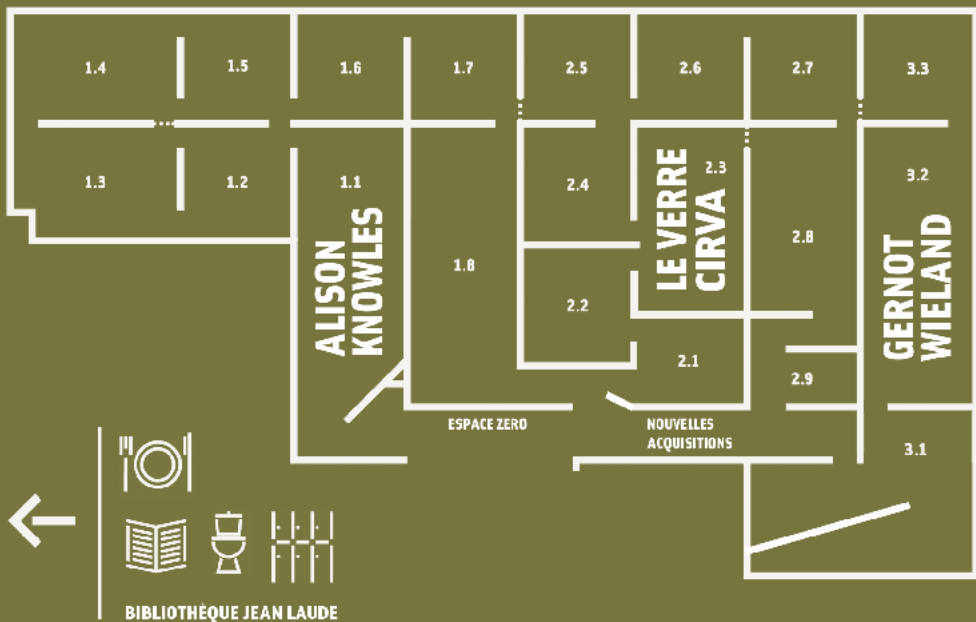 1.4
1.5
1.6
1.7
2.5
2.6
2.7
3.3
1.3
1.2
1.1
2.4
2.3
3.2
1.8
2.2
2.8
ALISON
KNOWLES
LE VERRE
CIRVA
GERNOT
WIELAND
2.1
2.9
ESPACE ZERO
NOUVELLES
ACQUISITIONS
3.1
BIBLIOTHÈQUE JEAN LAUDE